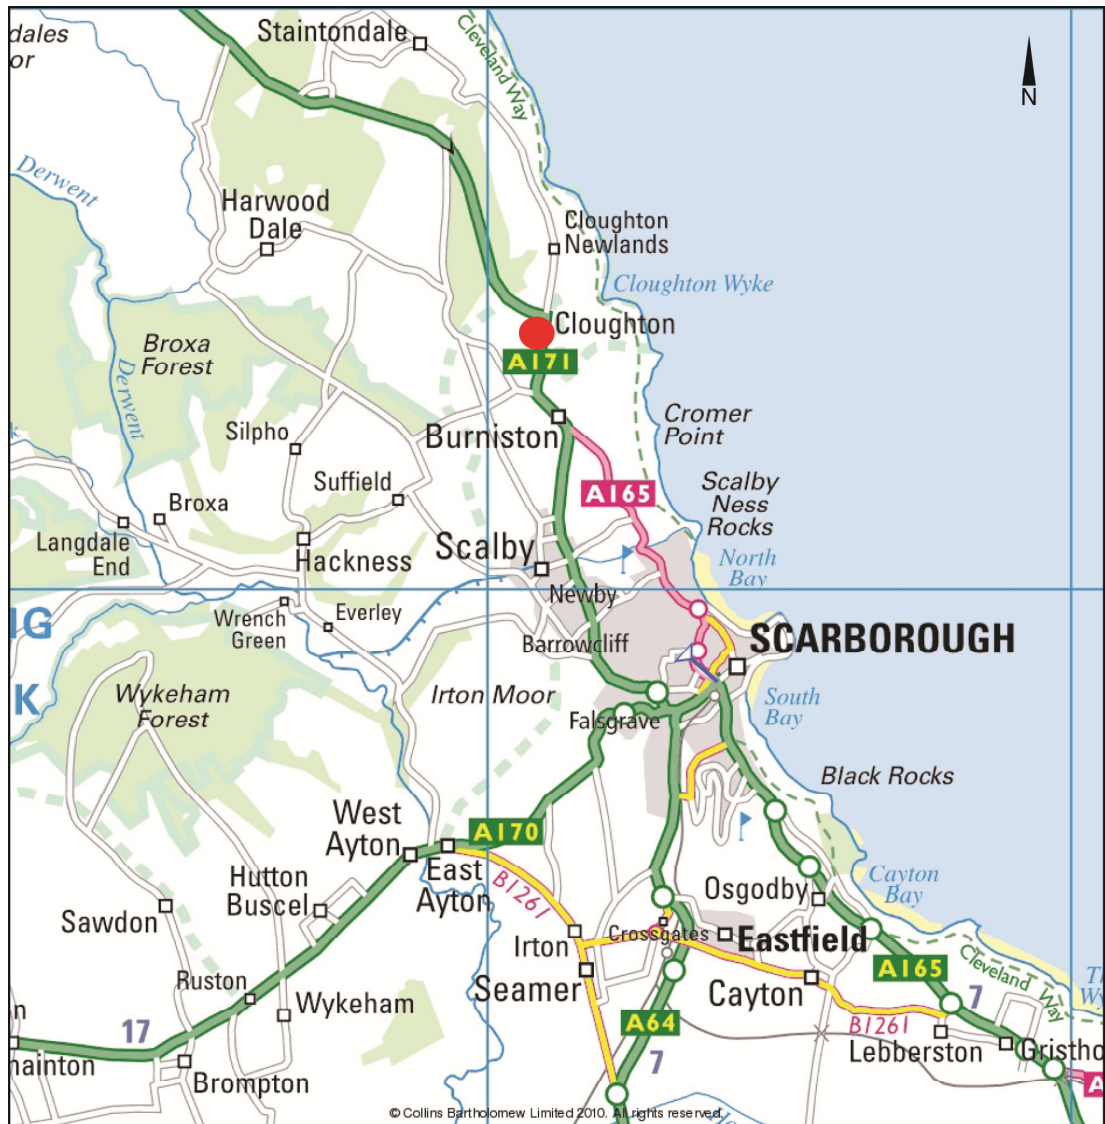 Staintondale
dales
or
Cleveland Way
N
Derwent
Harwood
Dale
Cloughton
Newlands
Cloughton Wyke
Cloughton
A171
Broxa
Forest
Derwent
Cromer
Point
Silpho
Burniston
Suffield
A165
Scalby
Ness
Rocks
Broxa
Langdale
End
Hackness
Scalby
North
Bay
Newby
IG
Wrench
Green
Everley
Barrowcliff
SCARBOROUGH
K
Wykeham
Forest
Irton Moor
South
Bay
Falsgrave
Black Rocks
West
Ayton
A170
East
Ayton
B1261
Hutton
Buscel
Osgodby
Cayton
Bay
Sawdon
Irton
Crossgates
Eastfield
A165
Cleveland Way
Ruston
Seamer
Cayton
7
Wykeham
17
A64
B1261
7
Lebberston
Gristho
ainton
Brompton
A
© Collins Bartholomew Limited 2010. All rights reserved.